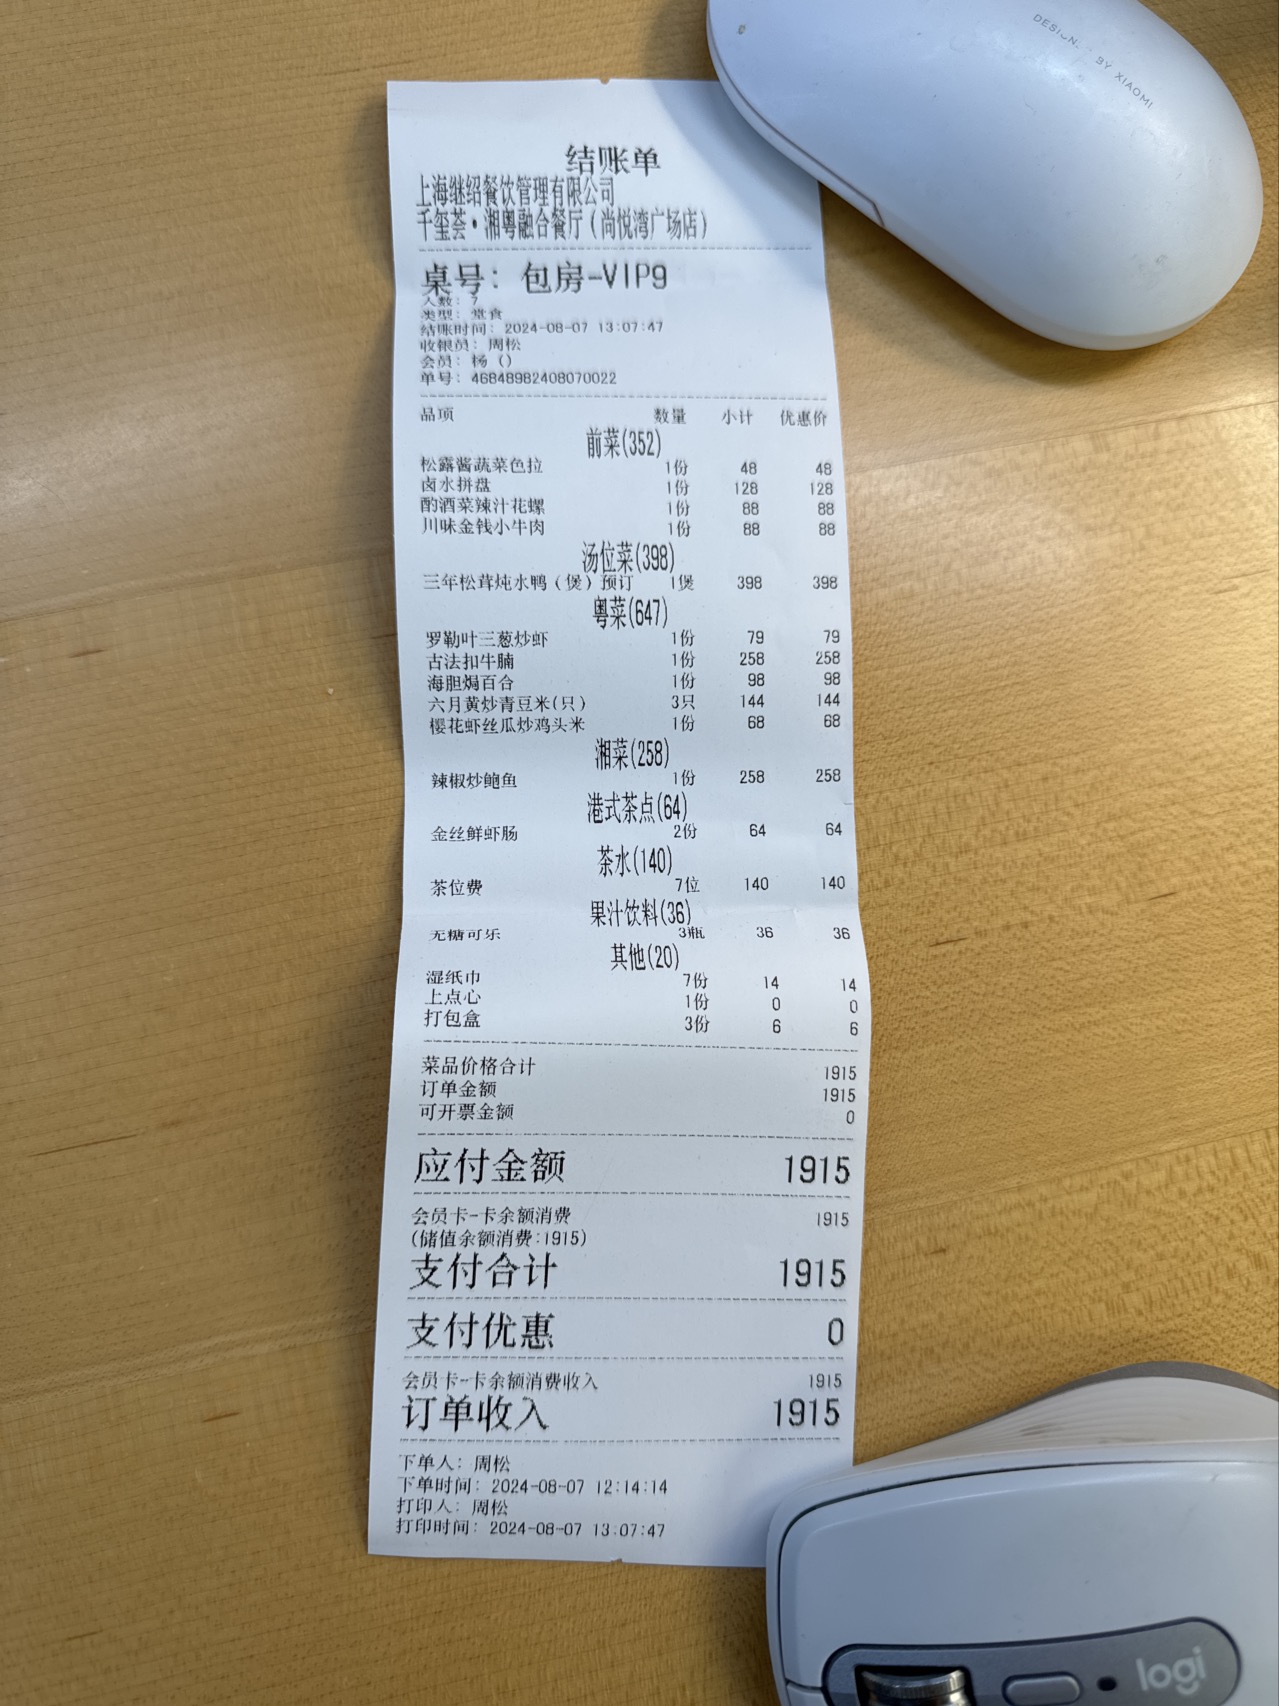 DESIGN
BY XIAOMI
结账单
上海继绍餐饮管理有限公司
千玺荟·湘粤融合餐厅(尚悦湾广场店)
桌号: 包房-VIP9
人数: 7
类型: 堂食
结账时间: 2024-08-07 13:07:47
收银员: 周松
会员: 杨 ()
单号: 46848982408070022
品项 数量 小计 优惠价
前菜(352)
松露酱蔬菜色拉 1份 48 48
卤水拼盘 1份 128 128
酌酒菜辣汁花螺 1份 88 88
川味金钱小牛肉 1份 88 88
汤位菜(398)
三年松茸炖水鸭(煲)预订 1煲 398 398
粤菜(647)
罗勒叶三葱炒虾 1份 79 79
古法扣牛腩 1份 258 258
海胆焗百合 1份 98 98
六月黄炒青豆米(只) 3只 144 144
樱花虾丝瓜炒鸡头米 1份 68 68
湘菜(258)
辣椒炒鲍鱼 1份 258 258
港式茶点(64)
金丝鲜虾肠 2份 64 64
茶水(140)
茶位费 7位 140 140
果汁饮料(36)
无糖可乐 3瓶 36 36
其他(20)
湿纸巾 7份 14 14
上点心 1份 0 0
打包盒 3份 6 6
菜品价格合计 1915
订单金额 1915
可开票金额 0
应付金额 1915
会员卡-卡余额消费 1915
(储值余额消费:1915)
支付合计 1915
支付优惠 0
会员卡-卡余额消费收入 1915
订单收入 1915
下单人: 周松
下单时间: 2024-08-07 12:14:14
打印人: 周松
打印时间: 2024-08-07 13:07:47
logi